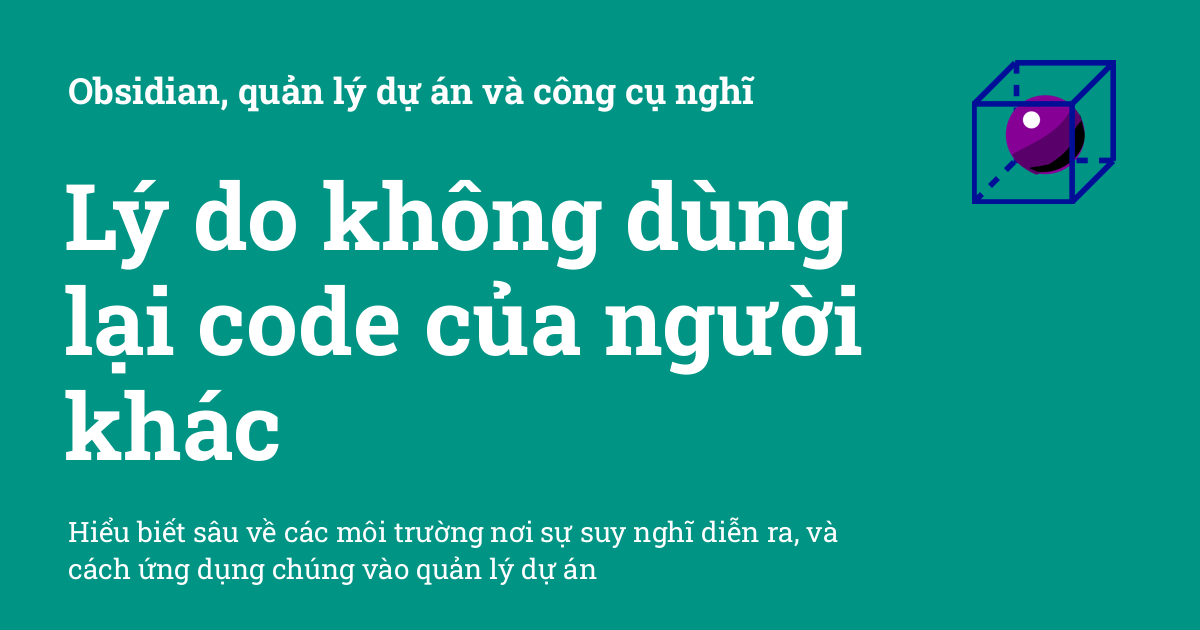 Obsidian, quản lý dự án và công cụ nghĩ
Lý do không dùng
lại code của người
khác
Hiểu biết sâu về các môi trường nơi sự suy nghĩ diễn ra, và
cách ứng dụng chúng vào quản lý dự án